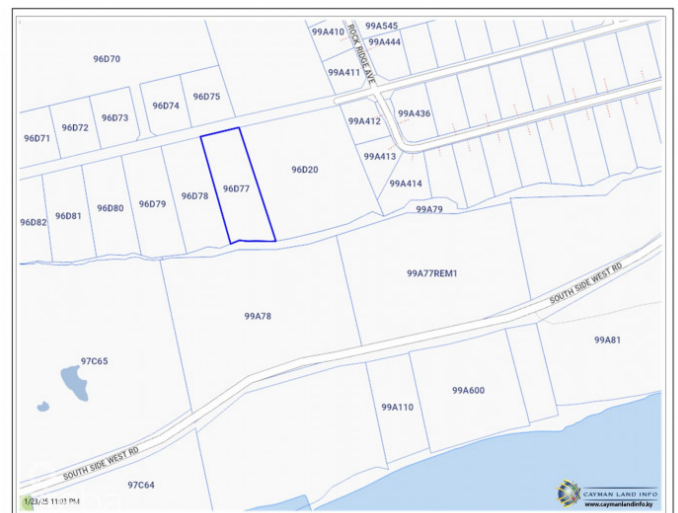 99A410
99A545
99A444
ROCK RIDGE AVE
96D70
99A411
96D75
96D74
99A436
96D73
99A412
96D72
96D71
99A413
96D20
96D77
99A414
96D78
96D79
96D80
99A79
96D81
96D82
99A77REM1
SOUTH SIDE WEST RD
99A78
99A81
97C65
99A600
99A110
SOUTH SIDE WEST RD
97C64
1/23/25 11:03 PM
CAYMAN LAND INFO
www.caymanlandinfo.ky